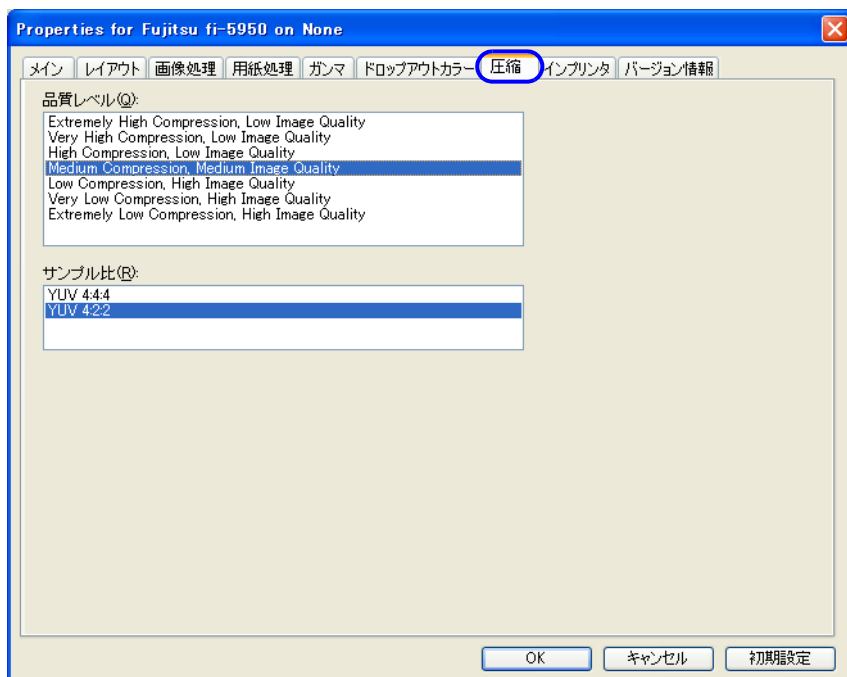 Properties for Fujitsu fi-5950 on None
メイン レイアウト 画像処理 用紙処理 ガンマ ドロップアウトカラー 圧縮 インプリンタ バージョン情報
品質レベル(Q):
Extremely High Compression, Low Image Quality
Very High Compression, Low Image Quality
High Compression, Low Image Quality
Medium Compression, Medium Image Quality
Low Compression, High Image Quality
Very Low Compression, High Image Quality
Extremely Low Compression, High Image Quality
サンプル比(R):
YUV 4:4:4
YUV 4:2:2
OK キャンセル 初期設定